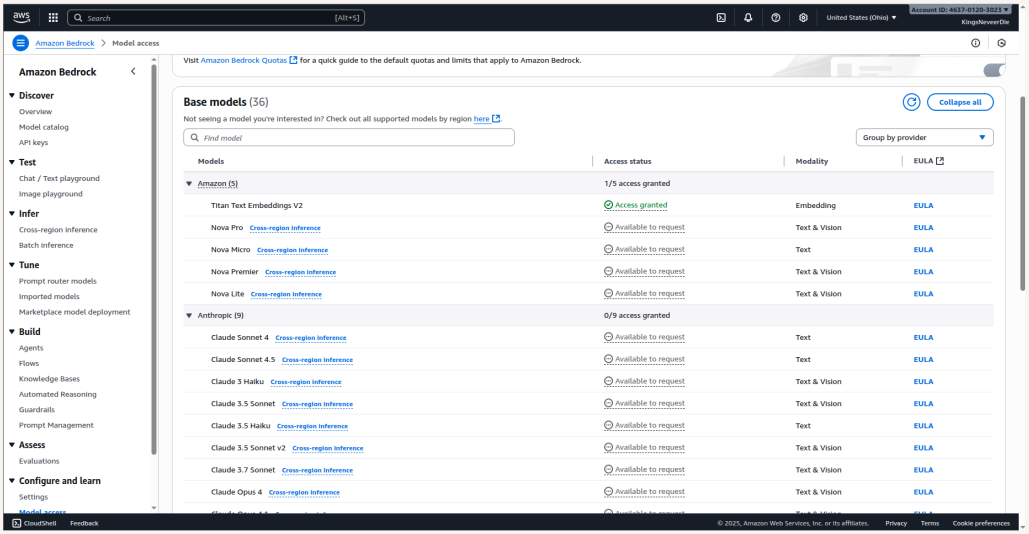 aws
Search [Alt+S]
United States (Ohio) ▼
Account ID: 4637-0120-3023 ▼
KingsNeveerDie
Amazon Bedrock > Model access
Amazon Bedrock
Discover
Overview
Model catalog
API keys
Test
Chat / Text playground
Image playground
Infer
Cross-region inference
Batch inference
Tune
Prompt router models
Imported models
Marketplace model deployment
Build
Agents
Flows
Knowledge Bases
Automated Reasoning
Guardrails
Prompt Management
Assess
Evaluations
Configure and learn
Settings
Model access
Visit Amazon Bedrock Quotas for a quick guide to the default quotas and limits that apply to Amazon Bedrock.
Base models (36)
Collapse all
Not seeing a model you're interested in? Check out all supported models by region here.
Find model
Group by provider
Models Access status Modality EULA
Amazon (5) 1/5 access granted
Titan Text Embeddings V2 Access granted Embedding EULA
Nova Pro Cross-region inference Available to request Text & Vision EULA
Nova Micro Cross-region inference Available to request Text EULA
Nova Premier Cross-region inference Available to request Text & Vision EULA
Nova Lite Cross-region inference Available to request Text & Vision EULA
Anthropic (9) 0/9 access granted
Claude Sonnet 4 Cross-region inference Available to request Text EULA
Claude Sonnet 4.5 Cross-region inference Available to request Text EULA
Claude 3 Haiku Cross-region inference Available to request Text & Vision EULA
Claude 3.5 Sonnet Cross-region inference Available to request Text & Vision EULA
Claude 3.5 Haiku Cross-region inference Available to request Text EULA
Claude 3.5 Sonnet v2 Cross-region inference Available to request Text & Vision EULA
Claude 3.7 Sonnet Cross-region inference Available to request Text & Vision EULA
Claude Opus 4 Cross-region inference Available to request Text & Vision EULA
CloudShell Feedback
© 2025, Amazon Web Services, Inc. or its affiliates. Privacy Terms Cookie preferences